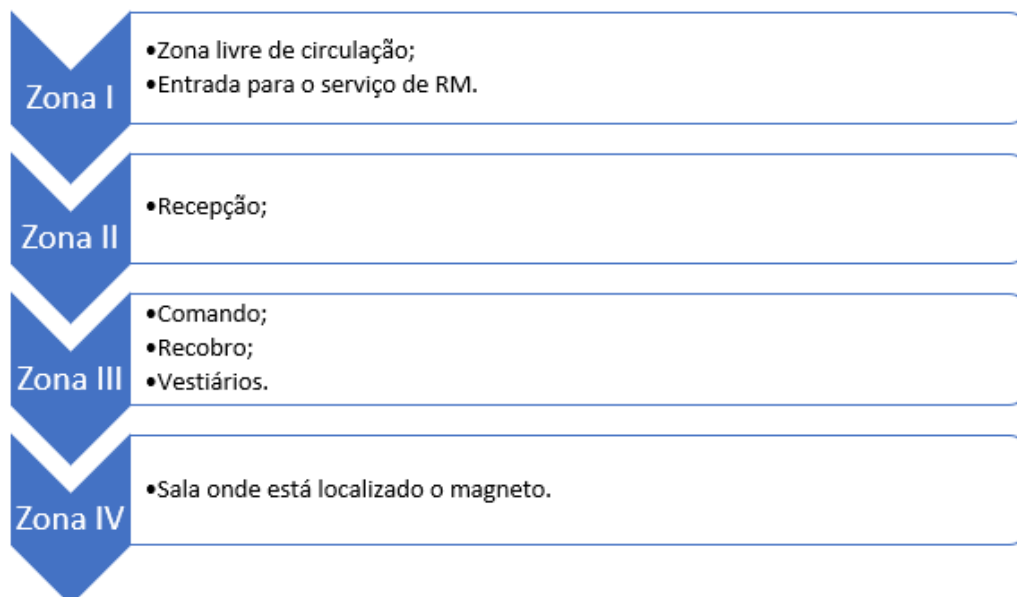 Zona I
•Zona livre de circulação;
•Entrada para o serviço de RM.
Zona II
•Recepção;
Zona III
•Comando;
•Recobro;
•Vestiários.
Zona IV
•Sala onde está localizado o magneto.